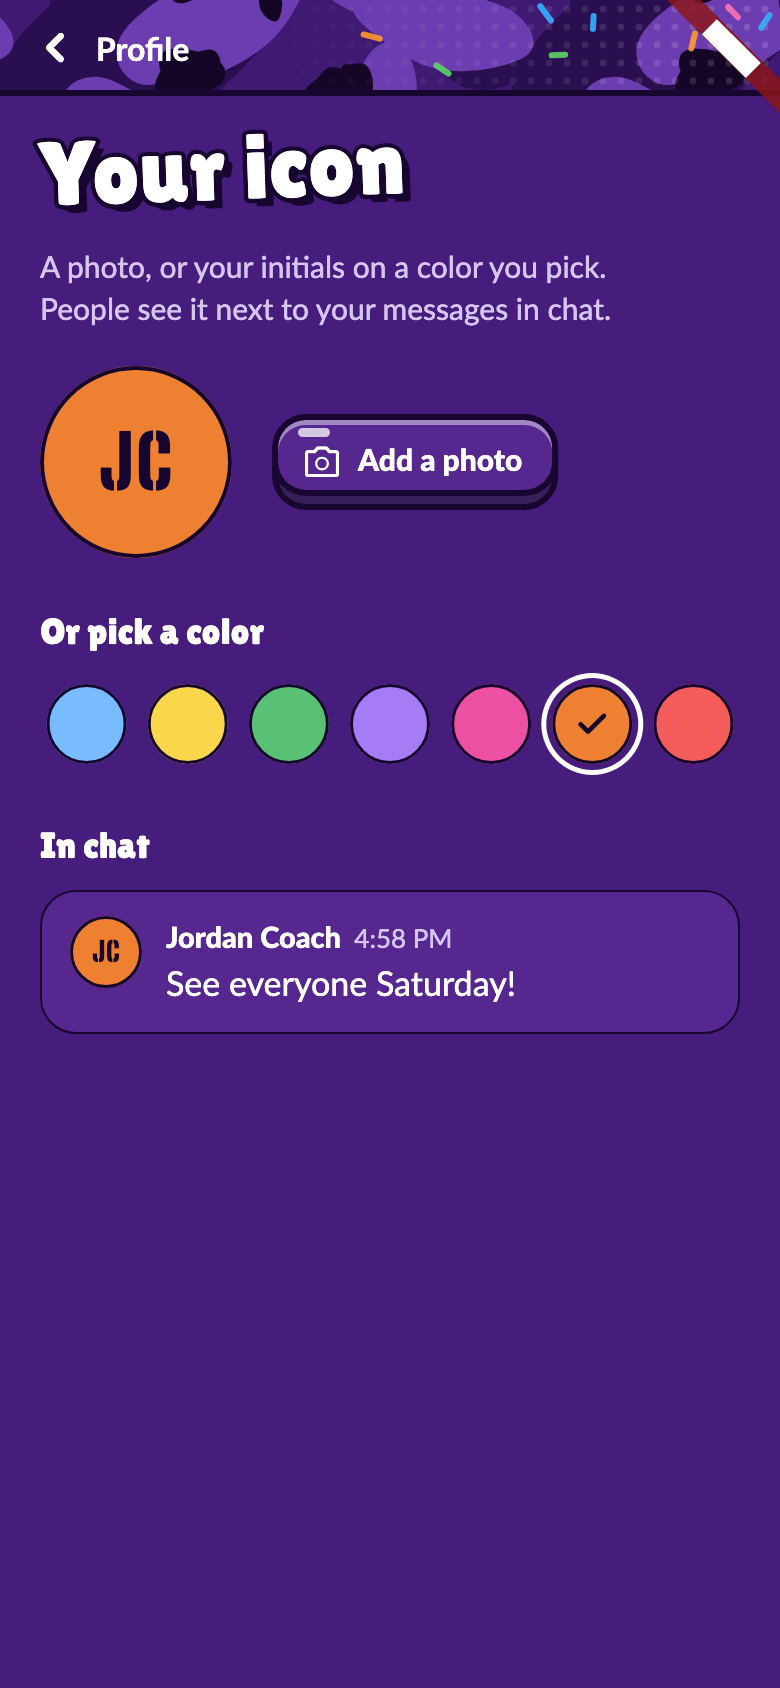 Profile
Your icon
A photo, or your initials on a color you pick.
People see it next to your messages in chat.
JC
Add a photo
Or pick a color
In chat
JC
Jordan Coach 4:58 PM
See everyone Saturday!